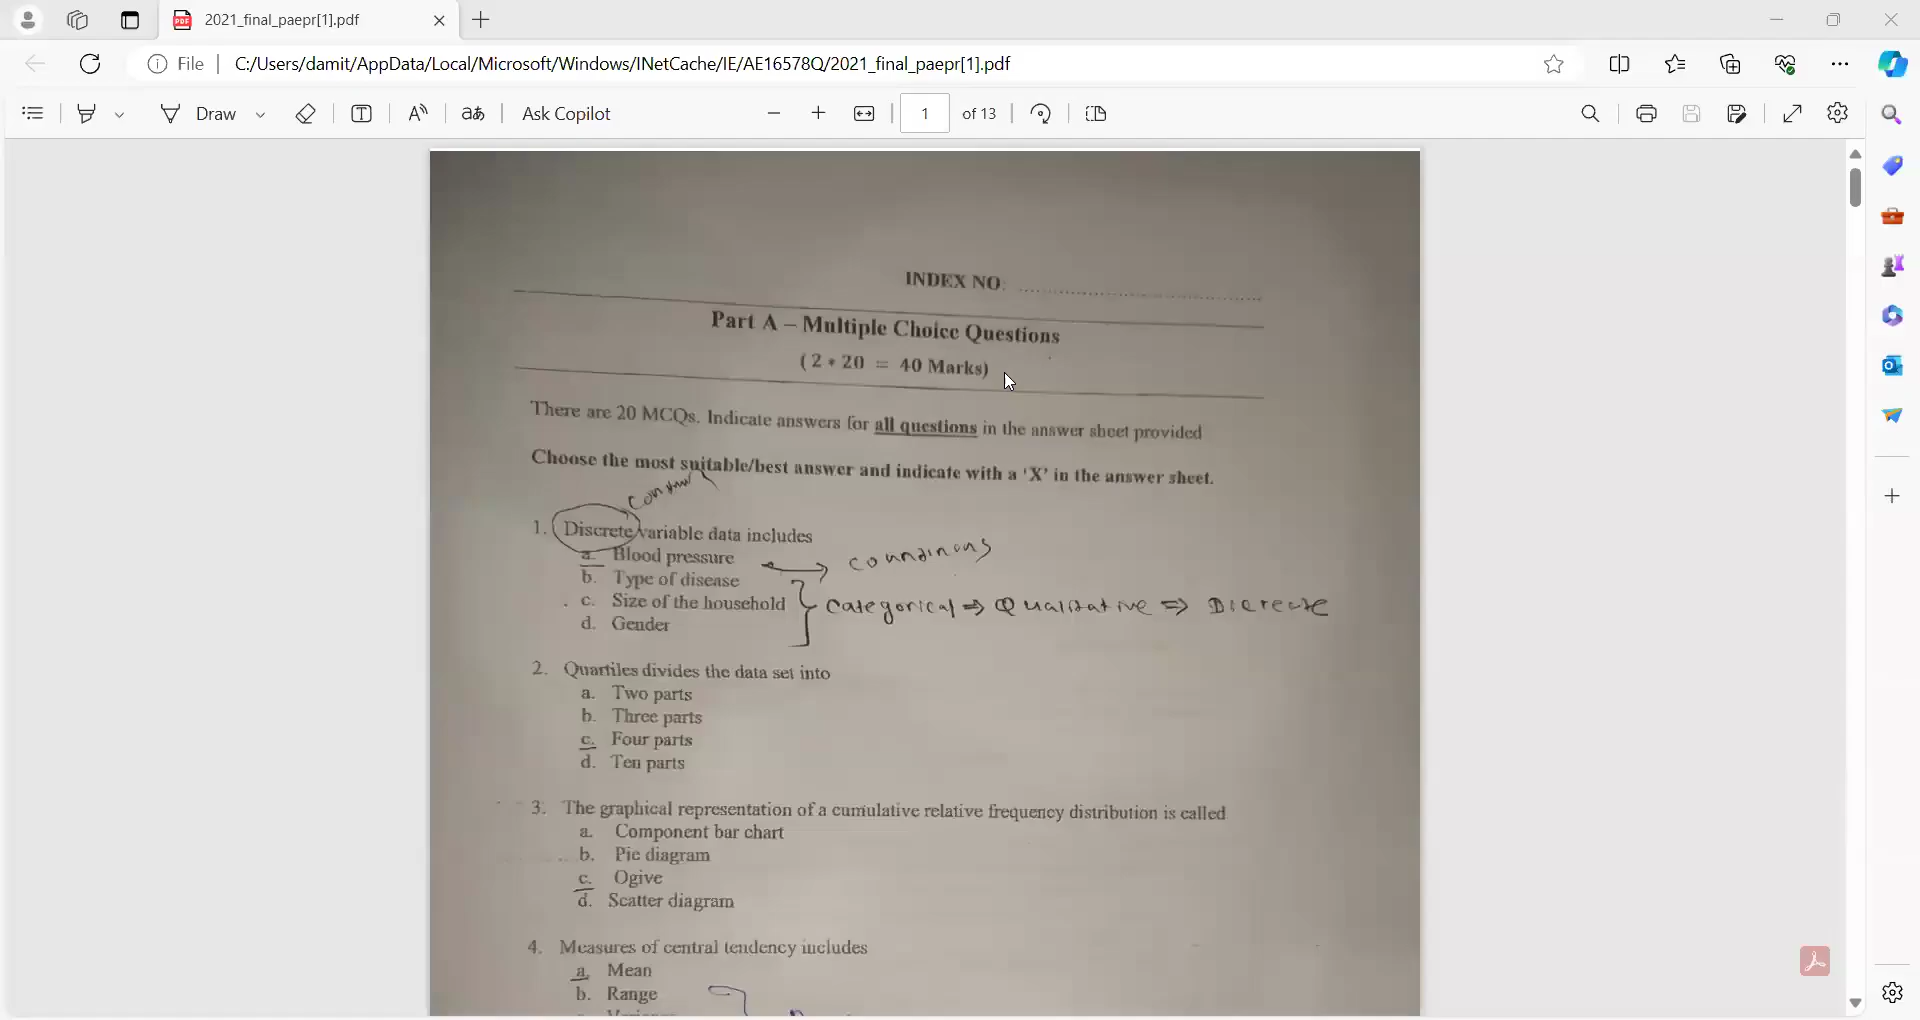 2021_final_paepr[1].pdf
File
C:/Users/damit/AppData/Local/Microsoft/Windows/INetCache/IE/AE16578Q/2021_final_paepr[1].pdf
Draw
aあ
Ask Copilot
1 of 13
INDEX NO:
Part A – Multiple Choice Questions
(2 * 20 = 40 Marks)
There are 20 MCQs. Indicate answers for all questions in the answer sheet provided
Choose the most suitable/best answer and indicate with a 'X' in the answer sheet.
1. Discrete variable data includes
a. Blood pressure
b. Type of disease
c. Size of the household Categorical ⇒ Qualitative ⇒
d. Gender
2. Quartiles divides the data set into
a. Two parts
b. Three parts
c. Four parts
d. Ten parts
3. The graphical representation of a cumulative relative frequency distribution is called
a. Component bar chart
b. Pie diagram
c. Ogive
d. Scatter diagram
4. Measures of central tendency includes
a. Mean
b. Range